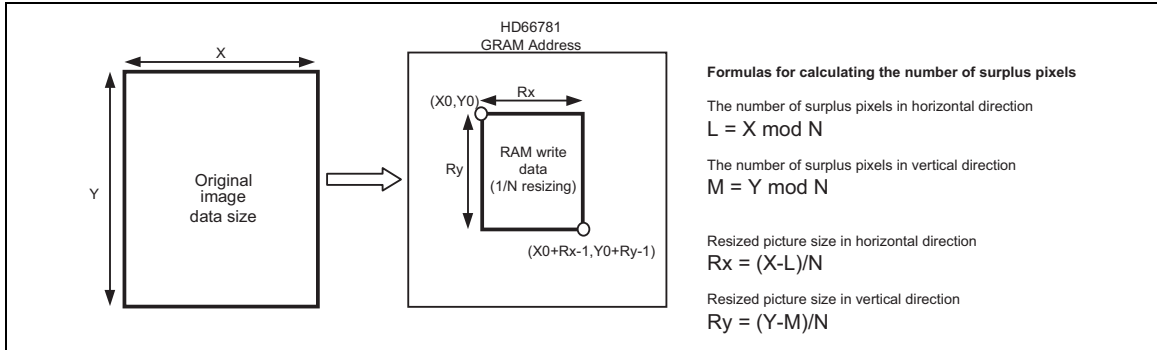 X
Y
Original
image
data size
HD66781
GRAM Address
(X0,Y0)
Rx
Ry
RAM write
data
(1/N resizing)
(X0+Rx-1,Y0+Ry-1)
Formulas for calculating the number of surplus pixels
The number of surplus pixels in horizontal direction
L = X mod N
The number of surplus pixels in vertical direction
M = Y mod N
Resized picture size in horizontal direction
Rx = (X-L)/N
Resized picture size in vertical direction
Ry = (Y-M)/N